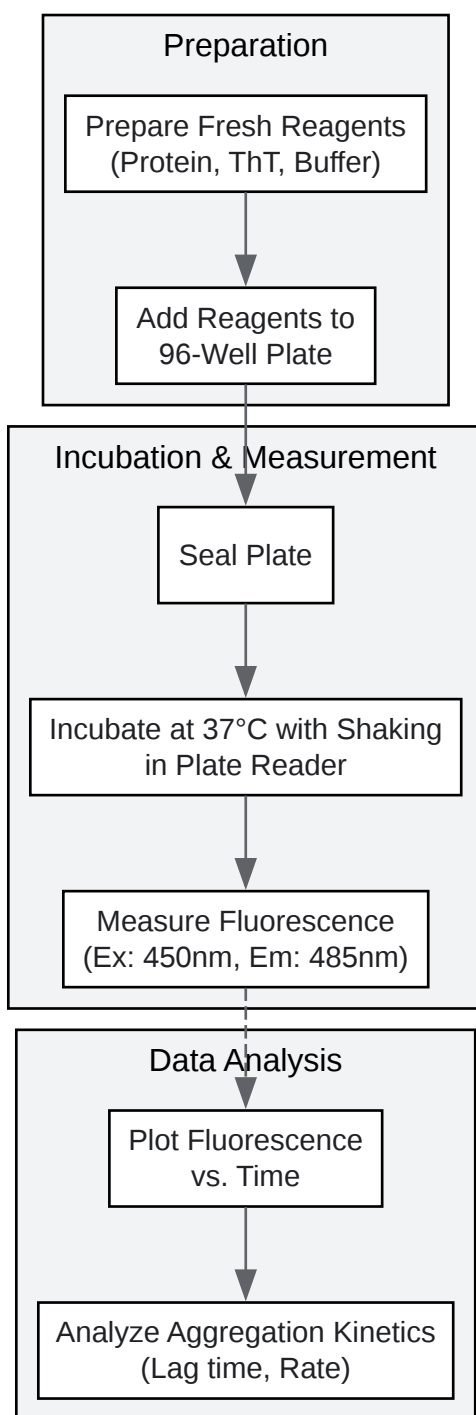 Preparation
Prepare Fresh Reagents
(Protein, ThT, Buffer)
Add Reagents to
96-Well Plate
Incubation & Measurement
Seal Plate
Incubate at 37°C with Shaking
in Plate Reader
Measure Fluorescence
(Ex: 450nm, Em: 485nm)
Data Analysis
Plot Fluorescence
vs. Time
Analyze Aggregation Kinetics
(Lag time, Rate)